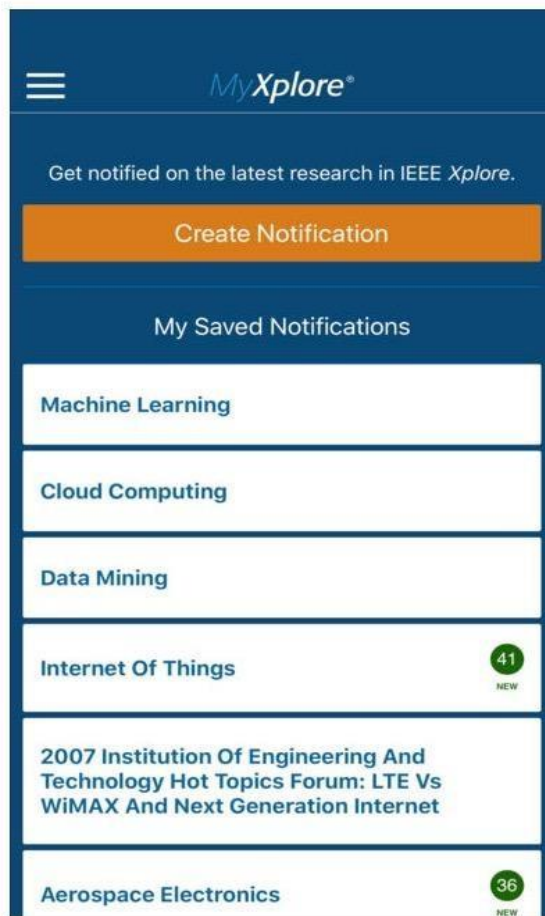 MyXplore®
Get notified on the latest research in IEEE Xplore.
Create Notification
My Saved Notifications
Machine Learning
Cloud Computing
Data Mining
Internet Of Things
41
NEW
2007 Institution Of Engineering And
Technology Hot Topics Forum: LTE Vs
WiMAX And Next Generation Internet
Aerospace Electronics
36
NEW